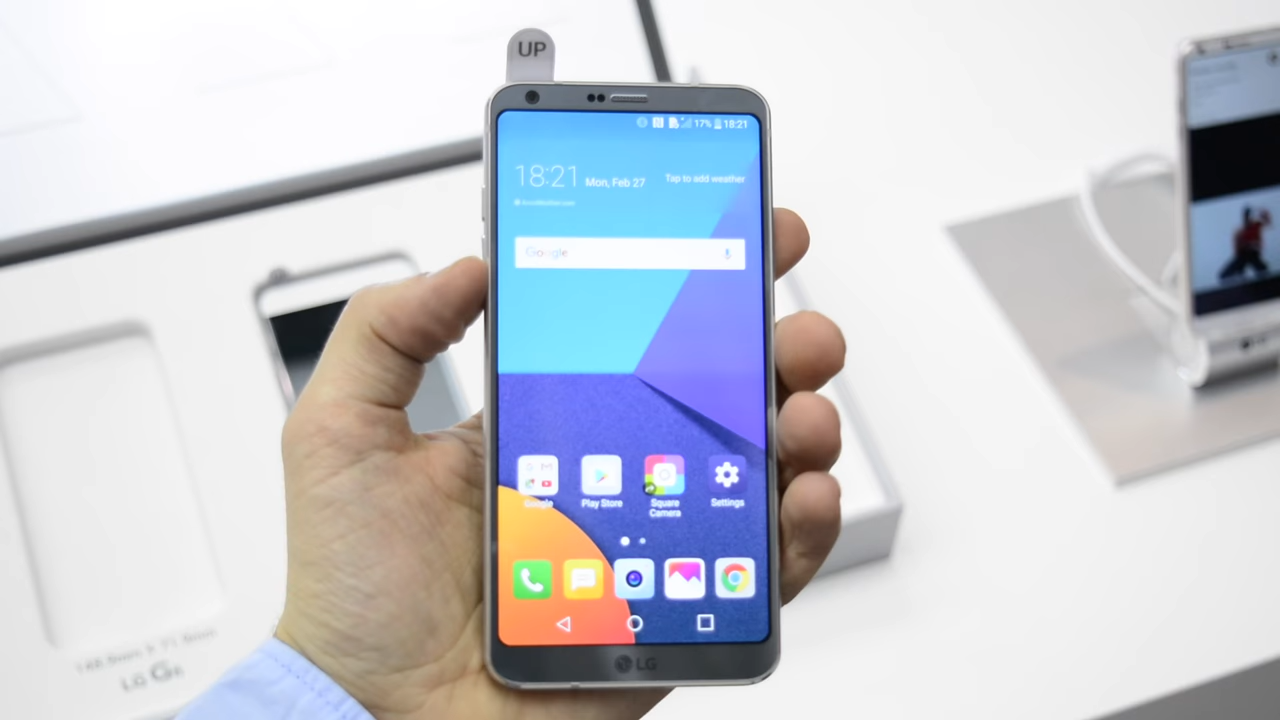 UP
17% 18:21
18:21 Mon, Feb 27 Tap to add weather
Google
Google Play Store Square Camera Settings
LG
LG G6